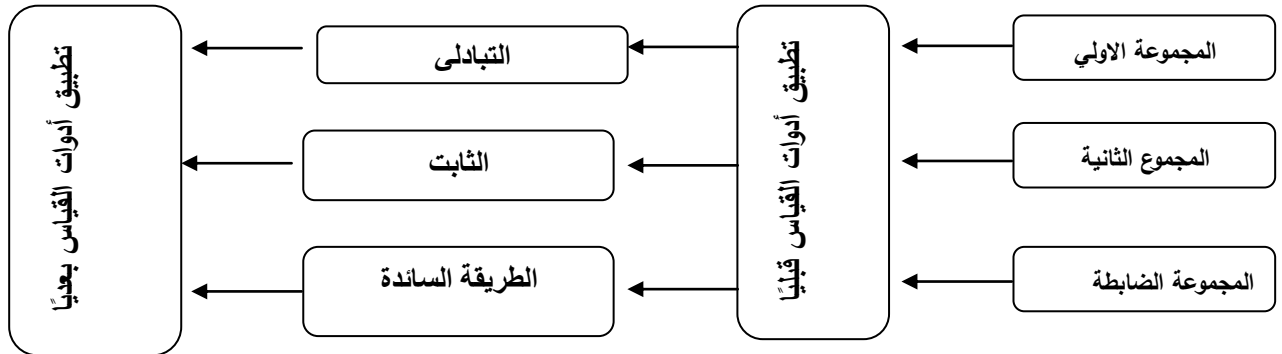 المجموعة الاولي
المجموع الثانية
المجموعة الضابطة
تطبيق أدوات القياس قبليًا
التبادلى
الثابت
الطريقة السائدة
تطبيق أدوات القياس بعديًا